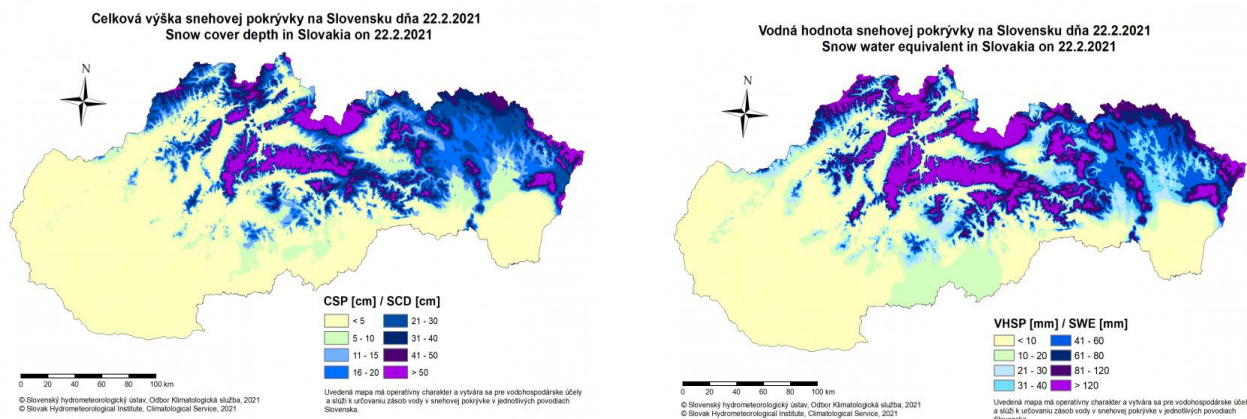 Celková výška snehovej pokrývky na Slovensku dňa 22.2.2021
Snow cover depth in Slovakia on 22.2.2021
N
CSP [cm] / SCD [cm]
< 5
5 - 10
11 - 15
16 - 20
21 - 30
31 - 40
41 - 50
> 50
0 20 40 60 80 100 km
© Slovenský hydrometeorologický ústav, Odbor Klimatologická služba, 2021
© Slovak Hydrometeorological Institute, Climatological Service, 2021
Uvedená mapa má operatívny charakter a vytvára sa pre vodohospodárske účely
a slúži k určovaniu zásob vody v snehovej pokrývke v jednotlivých povodiach
Slovenska.
Vodná hodnota snehovej pokrývky na Slovensku dňa 22.2.2021
Snow water equivalent in Slovakia on 22.2.2021
N
VHSP [mm] / SWE [mm]
< 10
10 - 20
21 - 30
31 - 40
41 - 60
61 - 80
81 - 120
> 120
0 20 40 60 80 100 km
© Slovenský hydrometeorologický ústav, Odbor Klimatologická služba, 2021
© Slovak Hydrometeorological Institute, Climatological Service, 2021
Uvedená mapa má operatívny charakter a vytvára sa pre vodohospodárske účel
a slúži k určovaniu zásob vody v snehovej pokrývke v jednotlivých povodiach